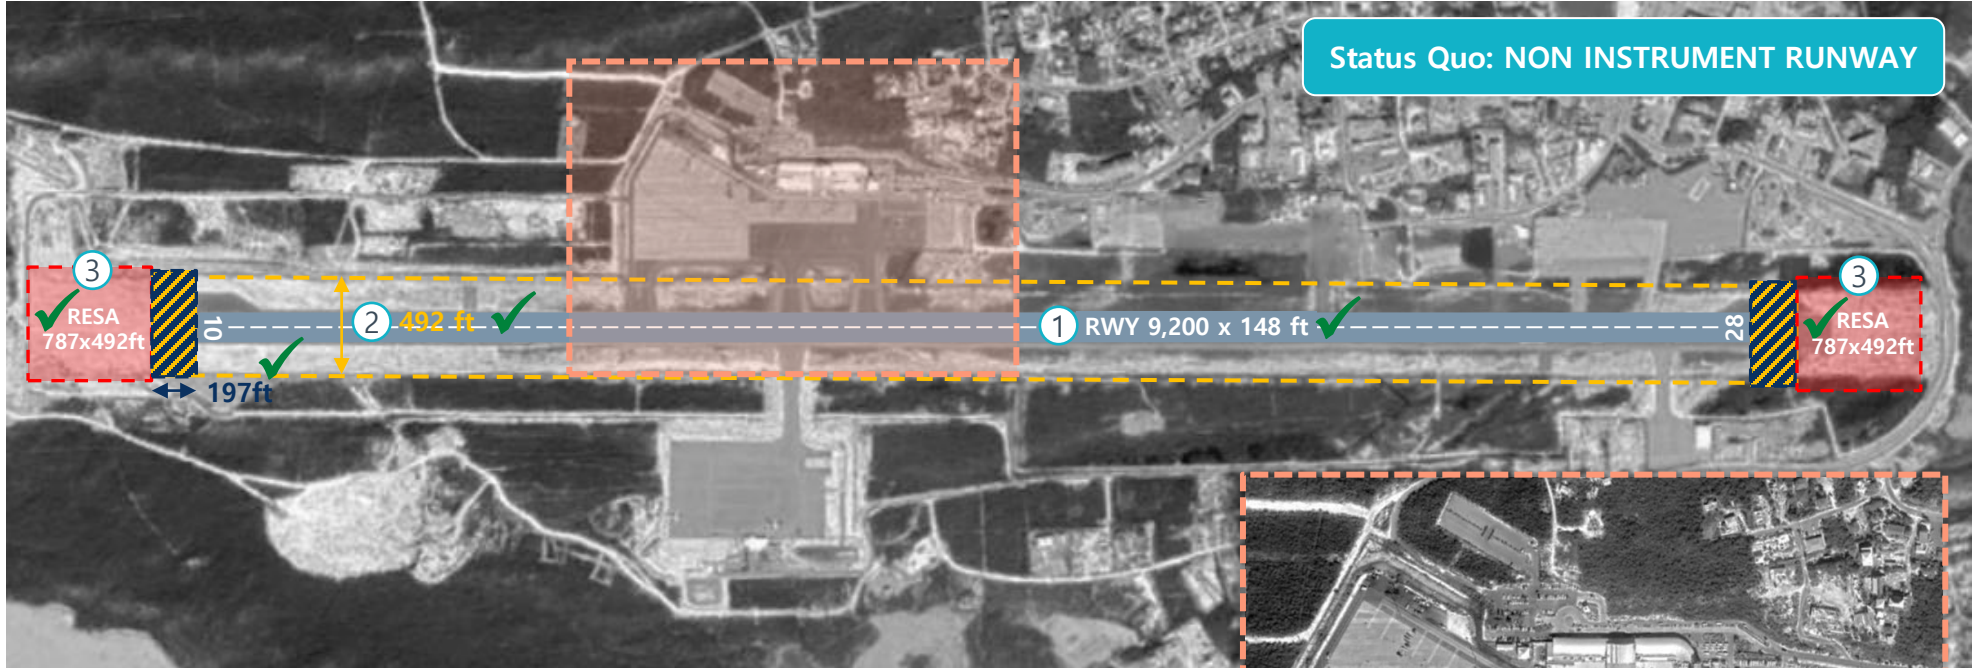 Status Quo: NON INSTRUMENT RUNWAY
3
RESA
787x492ft
10
2 492 ft
197ft
1 RWY 9,200 x 148 ft
28
3
RESA
787x492ft